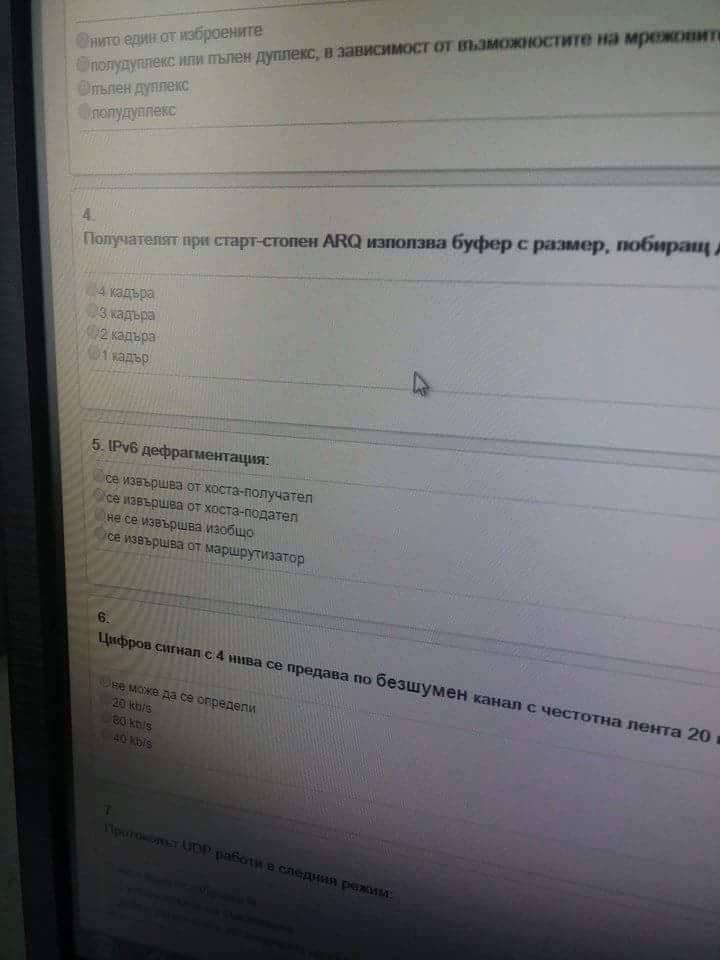 нито един от изброените
полудуплекс или пълен дуплекс, в зависимост от възможностите на мрежовит
пълен дуплекс
полудуплекс
4.
Получателят при старт-стопен ARQ използва буфер с размер, побиращ
4 кадъра
3 кадъра
2 кадъра
1 кадър
5. IPv6 дефрагментация:
се извършва от хоста-получател
се извършва от хоста-подател
не се извършва изобщо
се извършва от маршрутизатор
6.
Цифров сигнал с 4 нива се предава по безшумен канал с честотна лента 20
не може да се определи
20 kb/s
80 kb/s
40 kb/s
7.
Протоколът UDP работи в следния режим: